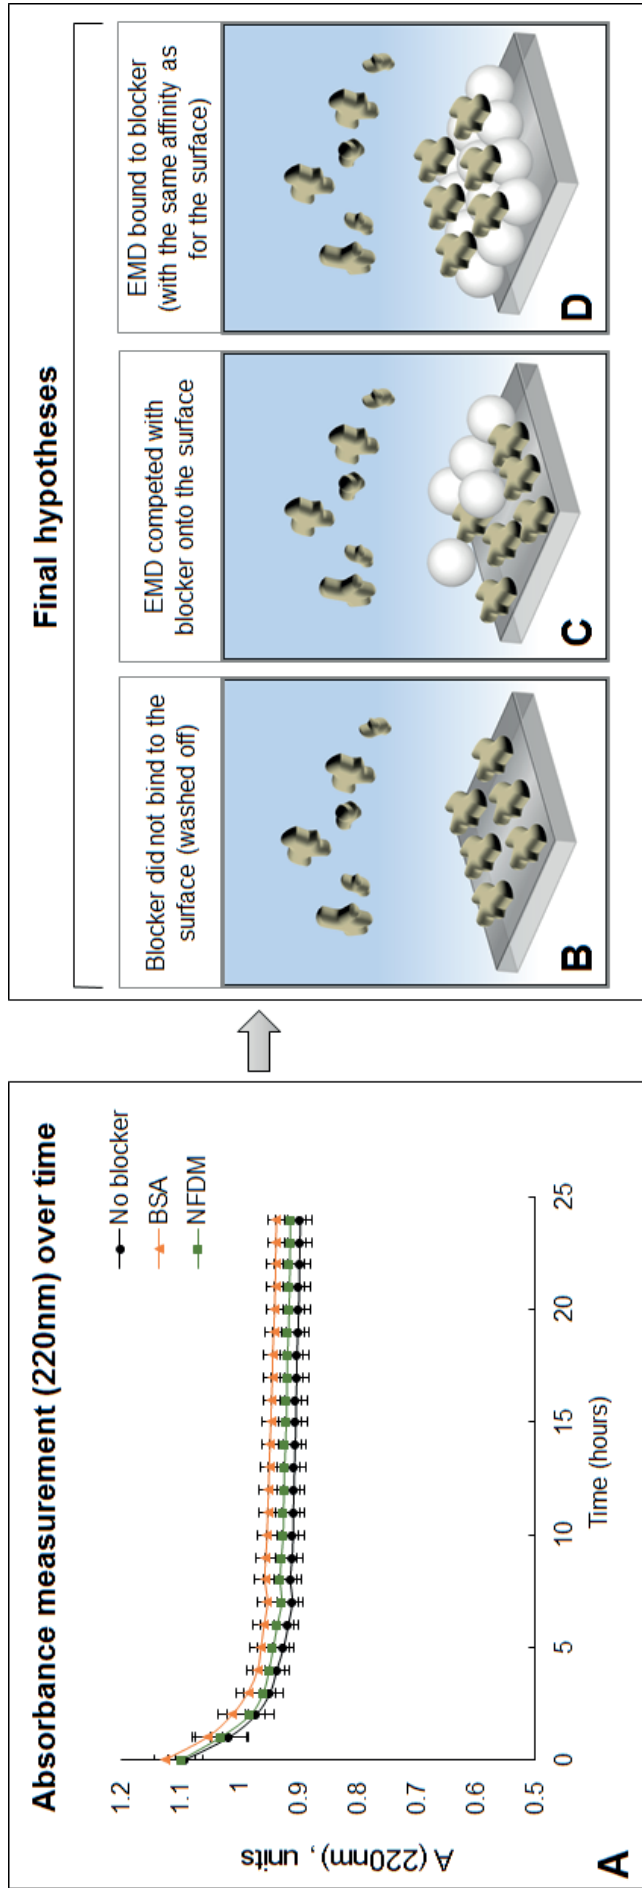 Absorbance measurement (220nm) over time
No blocker
BSA
NFDM
1.2
1.1
1
0.9
0.8
0.7
0.6
0.5
A (220nm) , units
0
5
10
15
20
25
Time (hours)
A
Final hypotheses
Blocker did not bind to the
surface (washed off)
B
EMD competed with
blocker onto the surface
C
EMD bound to blocker
(with the same affinity as
for the surface)
D